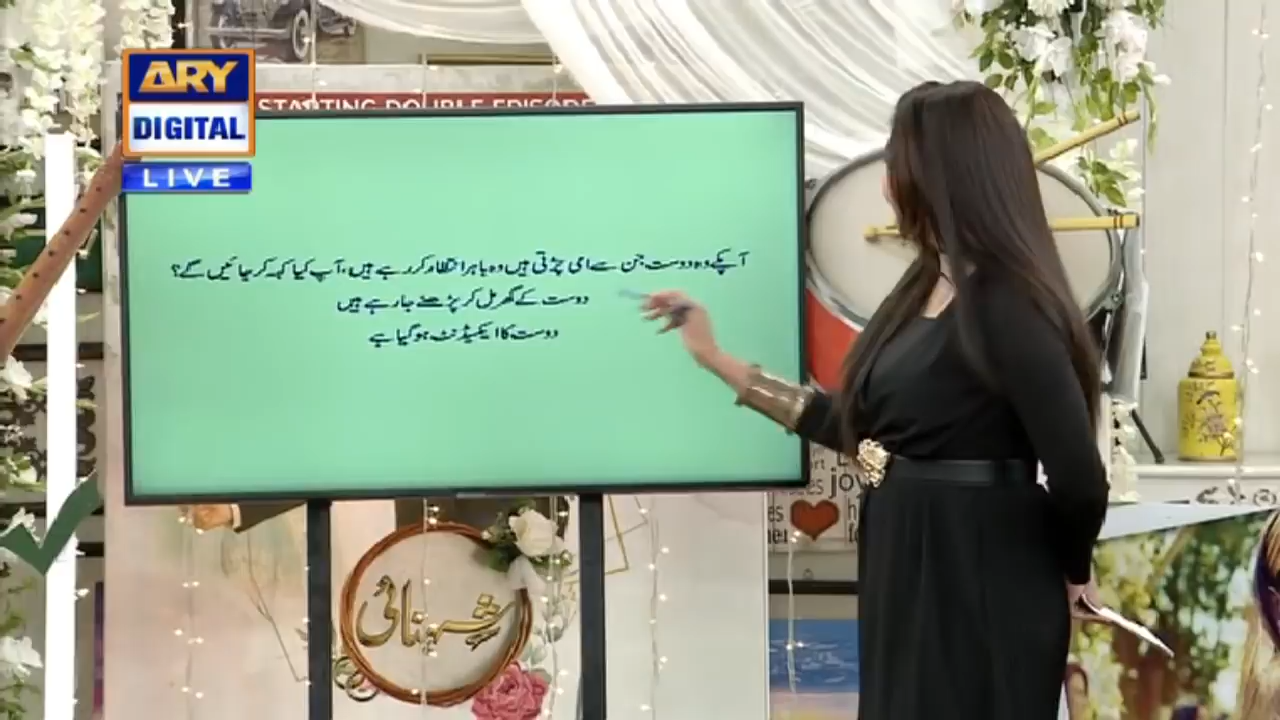 ARY
DIGITAL
LIVE
STARTING DOUBLE EPISODE
آپکے وہ دوست جن سے امی چڑتی ہیں وہ باہر انتظار کر رہے ہیں، آپ کیا کہہ کر جائیں گے؟
دوست کے گھر مل کر پڑھنے جا رہے ہیں
دوست کا ایکیڈنٹ ہو گیا ہے
joy
شہنائی